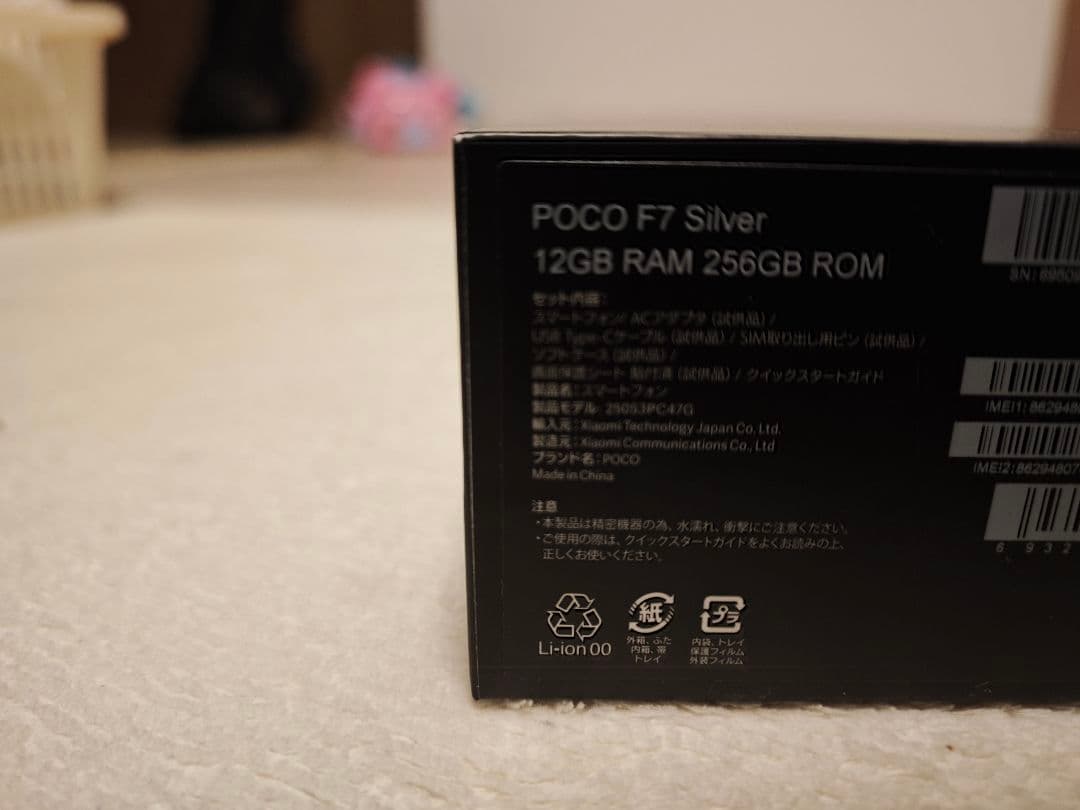 POCO F7 Silver
12GB RAM 256GB ROM
セット内容:
スマートフォン/ ACアダプタ (試供品) /
USB Type-Cケーブル (試供品) / SIM取り出し用ピン (試供品) /
ソフトケース (試供品) /
画面保護シート 貼付済 (試供品) / クイックスタートガイド
製品名:スマートフォン
製品モデル: 25053PC47G
輸入元:Xiaomi Technology Japan Co., Ltd.
製造元:Xiaomi Communications Co., Ltd
ブランド名:POCO
Made in China
注意
・本製品は精密機器の為、水濡れ、衝撃にご注意ください。
・ご使用の際は、クイックスタートガイドをよくお読みの上、
正しくお使いください。
Li-ion 00
紙
外箱、ふた
内箱、帯
トレイ
プラ
内袋、トレイ
保護フィルム
外装フィルム
SN:
IMEI1:
IMEI2:
6 932